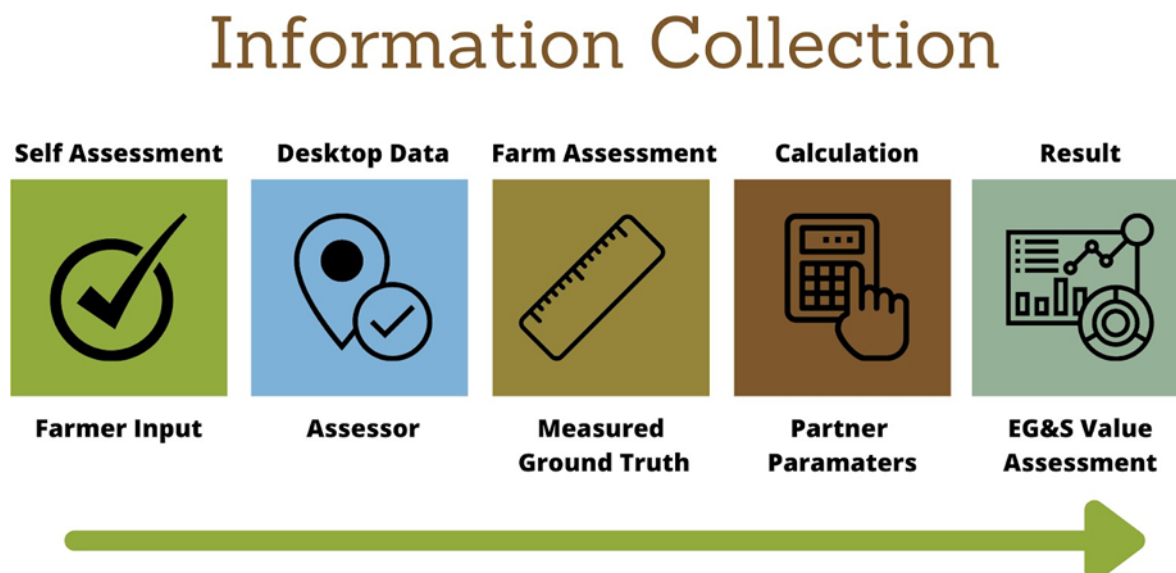 Information Collection
Self Assessment
Desktop Data
Farm Assessment
Calculation
Result
Farmer Input
Assessor
Measured
Ground Truth
Partner
Paramaters
EG&S Value
Assessment